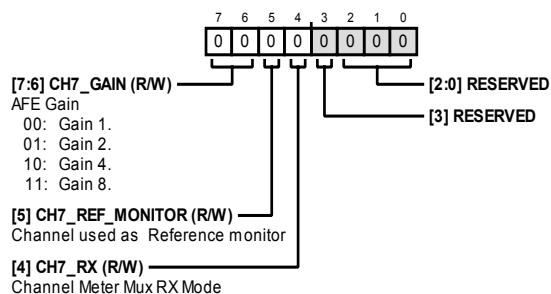 7 6 5 4 3 2 1 0
0 0 0 0 0 0 0 0
[7:6] CH7_GAIN (R/W)
AFE Gain
00: Gain 1.
01: Gain 2.
10: Gain 4.
11: Gain 8.
[5] CH7_REF_MONITOR (R/W)
Channel used as Reference monitor
[4] CH7_RX (R/W)
Channel Meter Mux RX Mode
[2:0] RESERVED
[3] RESERVED